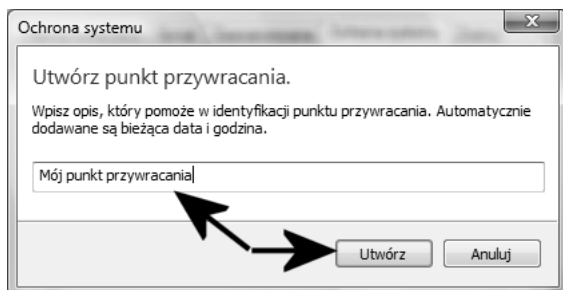 Ochrona systemu
Utwórz punkt przywracania.
Wpisz opis, który pomoże w identyfikacji punktu przywracania. Automatycznie
dodawane są bieżąca data i godzina.
Mój punkt przywracania
Utwórz
Anuluj